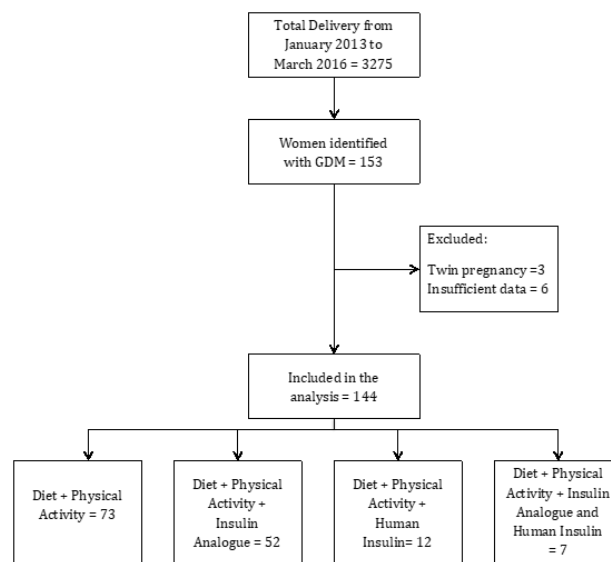 Total Delivery from
January 2013 to
March 2016 = 3275
Women identified
with GDM = 153
Excluded:
Twin pregnancy =3
Insufficient data = 6
Included in the
analysis = 144
Diet + Physical
Activity = 73
Diet + Physical
Activity +
Insulin
Analogue = 52
Diet + Physical
Activity +
Human
Insulin= 12
Diet + Physical
Activity + Insulin
Analogue and
Human Insulin
= 7